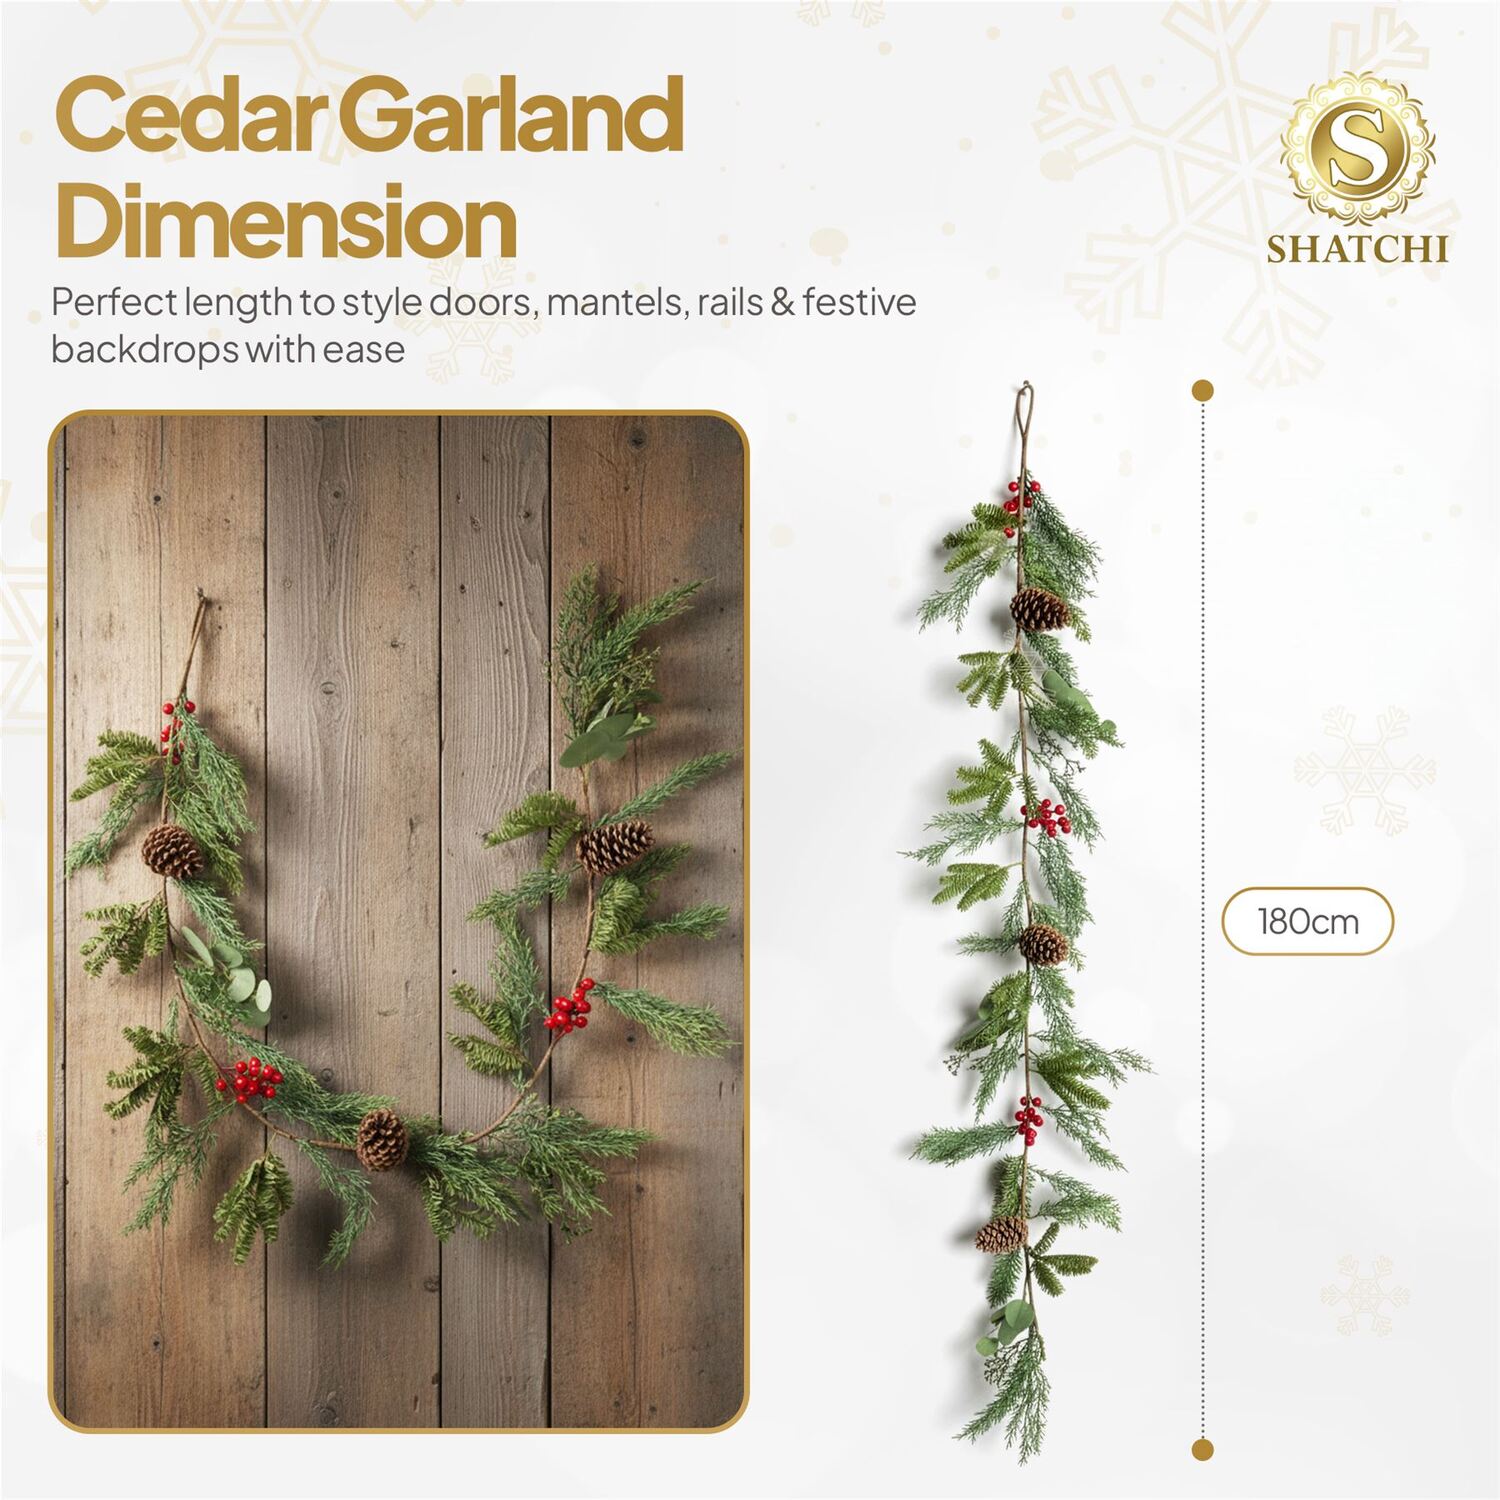 Cedar Garland
Dimension
Perfect length to style doors, mantels, rails & festive
backdrops with ease
S
SHATCHI
180cm